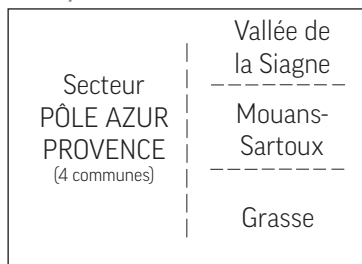 Secteur
PÔLE AZUR
PROVENCE
(4 communes)
Vallée de
la Siagne
Mouans-
Sartoux
Grasse